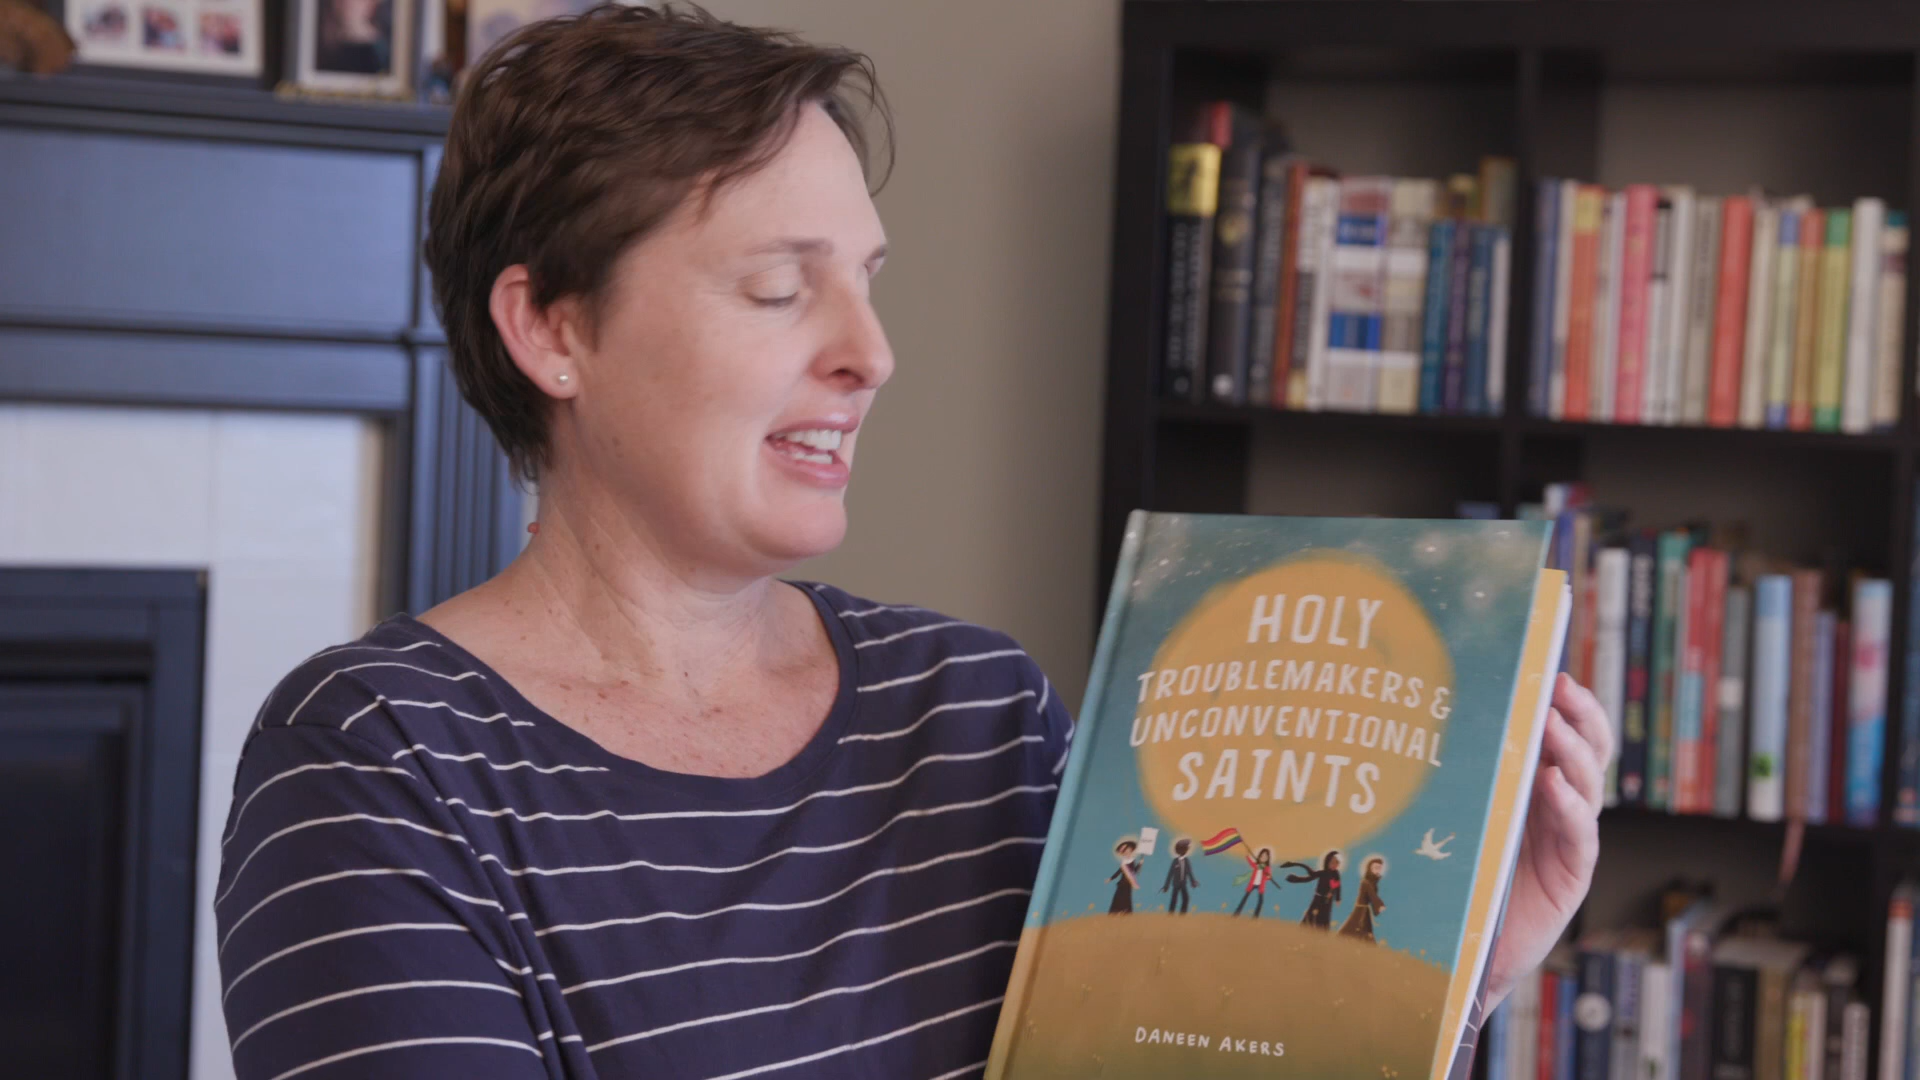 HOLY
TROUBLEMAKERS &
UNCONVENTIONAL
SAINTS
DANEEN AKERS